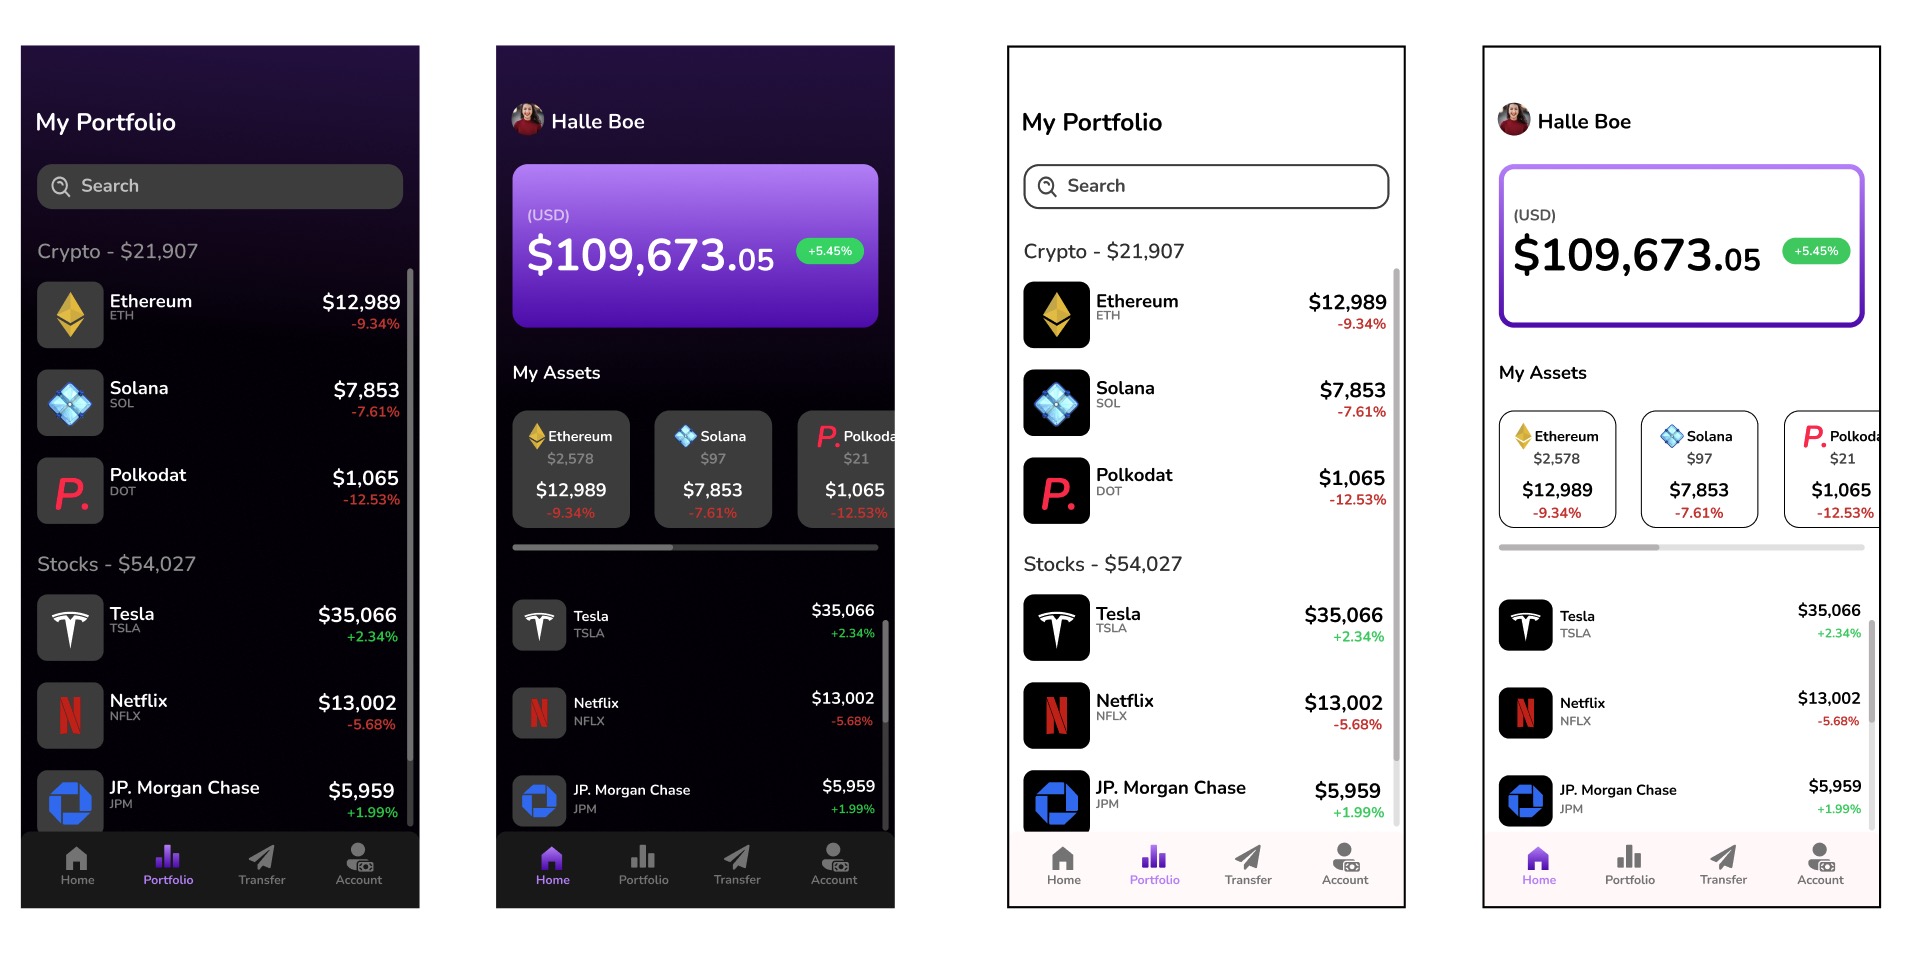 My Portfolio
Search
Crypto - $21,907
Ethereum $12,989
ETH -9.34%
Solana $7,853
SOL -7.61%
Polkodat $1,065
DOT -12.53%
Stocks - $54,027
Tesla $35,066
TSLA +2.34%
Netflix $13,002
NFLX -5.68%
JP. Morgan Chase $5,959
JPM +1.99%
Home Portfolio Transfer Account
Halle Boe
(USD)
$109,673.05 +5.45%
My Assets
Ethereum Solana P. Polkoda
$2,578 $97 $21
$12,989 $7,853 $1,065
-9.34% -7.61% -12.53%
Tesla $35,066
TSLA +2.34%
Netflix $13,002
NFLX -5.68%
JP. Morgan Chase $5,959
JPM +1.99%
Home Portfolio Transfer Account
My Portfolio
Search
Crypto - $21,907
Ethereum $12,989
ETH -9.34%
Solana $7,853
SOL -7.61%
Polkodat $1,065
DOT -12.53%
Stocks - $54,027
Tesla $35,066
TSLA +2.34%
Netflix $13,002
NFLX -5.68%
JP. Morgan Chase $5,959
JPM +1.99%
Home Portfolio Transfer Account
Halle Boe
(USD)
$109,673.05 +5.45%
My Assets
Ethereum Solana P. Polkoda
$2,578 $97 $21
$12,989 $7,853 $1,065
-9.34% -7.61% -12.53%
Tesla $35,066
TSLA +2.34%
Netflix $13,002
NFLX -5.68%
JP. Morgan Chase $5,959
JPM +1.99%
Home Portfolio Transfer Account